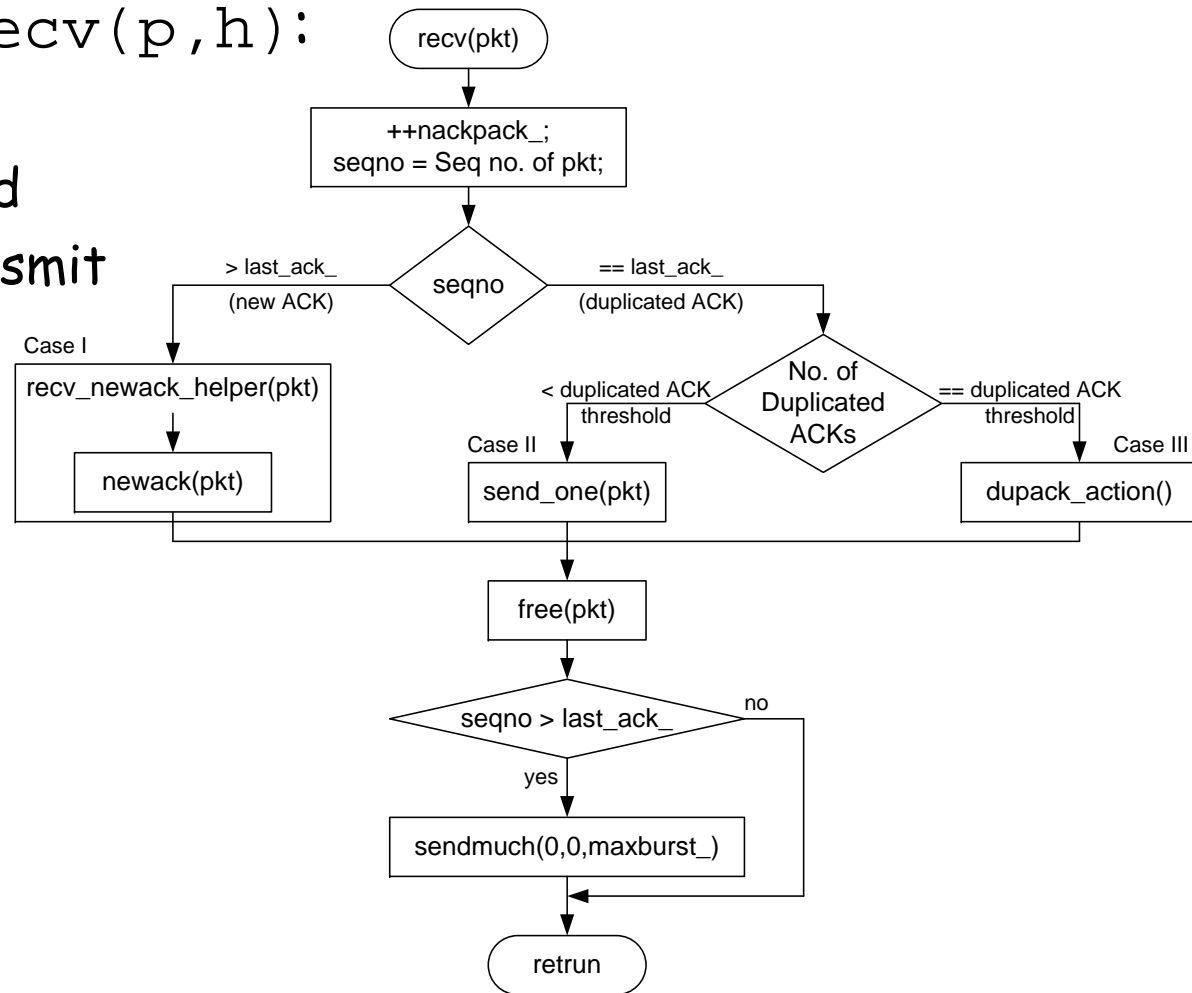 ecv(p,h):
d
smit
recv(pkt)
++nackpack_;
seqno = Seq no. of pkt;
seqno
> last_ack_
(new ACK)
== last_ack_
(duplicated ACK)
Case I
recv_newack_helper(pkt)
newack(pkt)
No. of
Duplicated
ACKs
< duplicated ACK
threshold
== duplicated ACK
threshold
Case II
send_one(pkt)
Case III
dupack_action()
free(pkt)
seqno > last_ack_
no
yes
sendmuch(0,0,maxburst_)
retrun